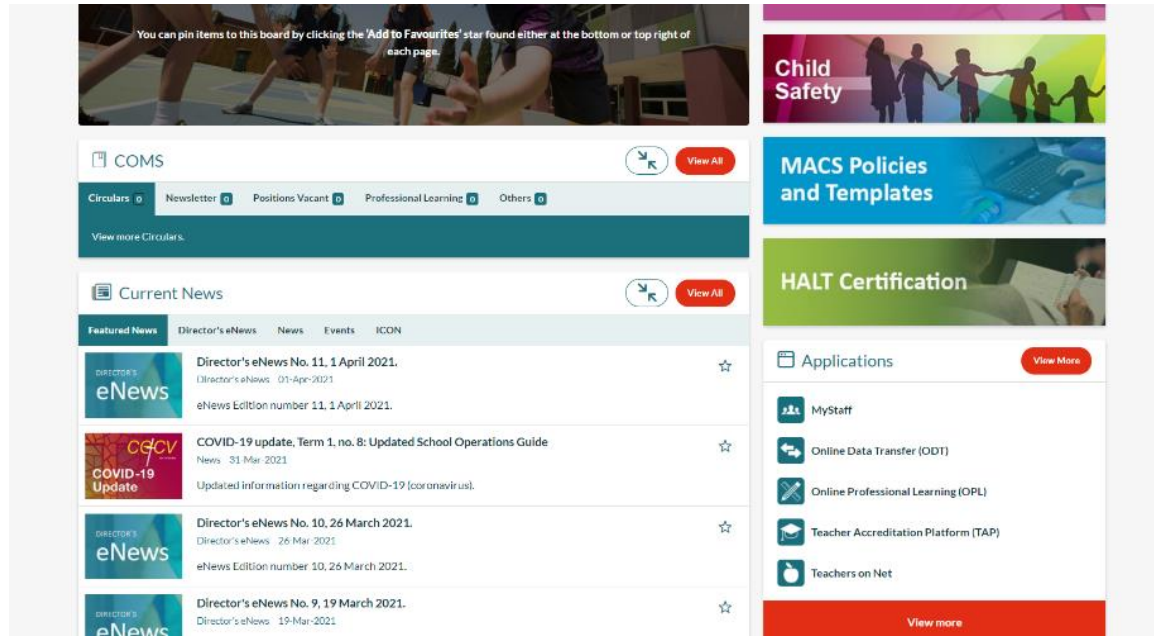 You can pin items to this board by clicking the 'Add to Favourites' star found either at the bottom or top right of
each page.
COMS
View All
Circulars 0
Newsletter 0
Positions Vacant 0
Professional Learning 0
Others 0
View more Circulars.
Current News
View All
Featured News
Director's eNews
News
Events
ICON
DIRECTOR'S
eNews
Director's eNews No. 11, 1 April 2021.
Director's eNews 01-Apr-2021
eNews Edition number 11, 1 April 2021.
CECV
COVID-19
Update
COVID-19 update, Term 1, no. 8: Updated School Operations Guide
News 31-Mar-2021
Updated information regarding COVID-19 (coronavirus).
DIRECTOR'S
eNews
Director's eNews No. 10, 26 March 2021.
Director's eNews 26-Mar-2021
eNews Edition number 10, 26 March 2021.
DIRECTOR'S
eNews
Director's eNews No. 9, 19 March 2021.
Director's eNews 19-Mar-2021
Child
Safety
MACS Policies
and Templates
HALT Certification
Applications
View More
MyStaff
Online Data Transfer (ODT)
Online Professional Learning (OPL)
Teacher Accreditation Platform (TAP)
Teachers on Net
View more